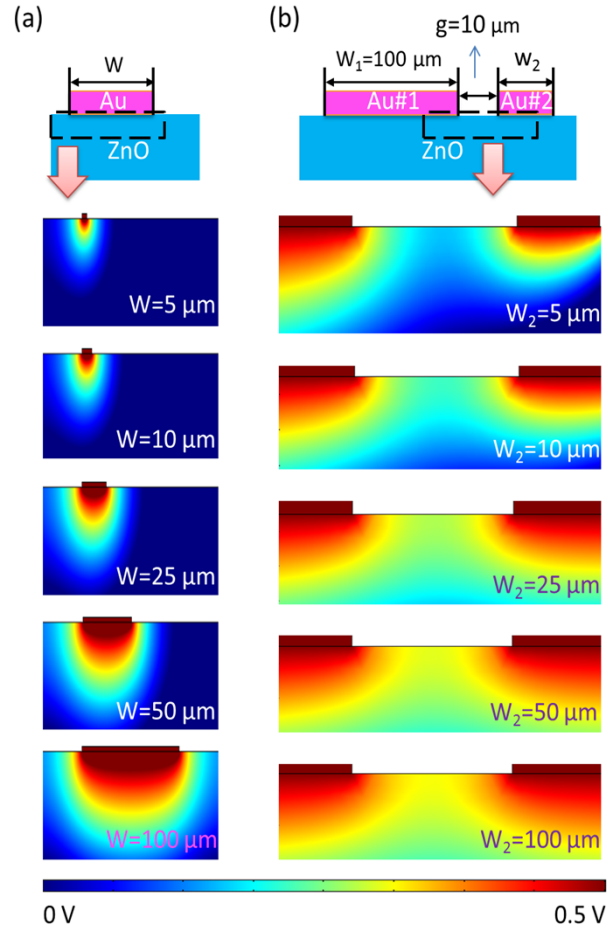 (a)
W
Au
ZnO
W=5 μm
W=10 μm
W=25 μm
W=50 μm
W=100 μm
(b)
g=10 μm
W₁=100 μm
w₂
Au#1
Au#2
ZnO
W₂=5 μm
W₂=10 μm
W₂=25 μm
W₂=50 μm
W₂=100 μm
0 V
0.5 V